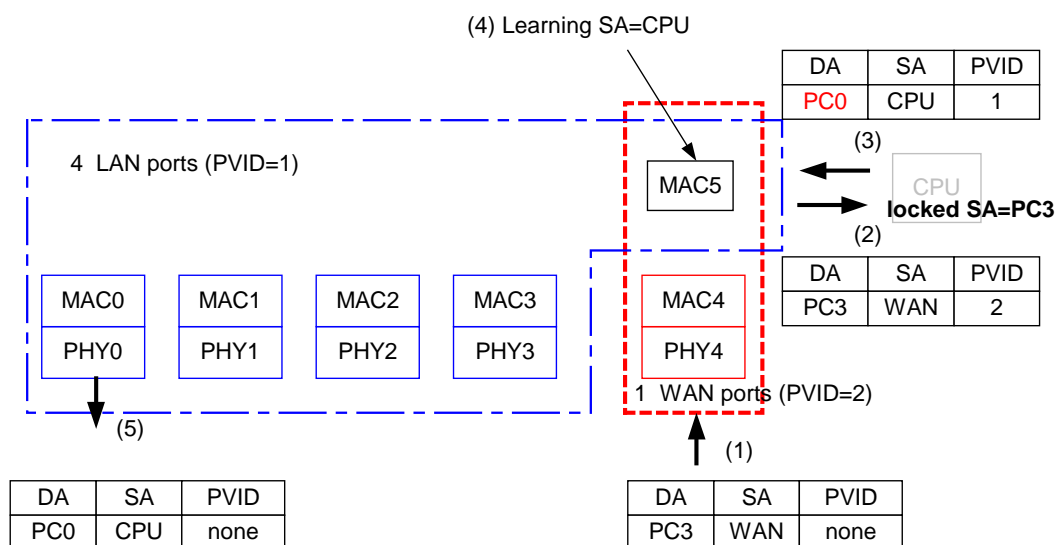 (4) Learning SA=CPU
DA SA PVID
PC0 CPU 1
4 LAN ports (PVID=1)
(3)
MAC5
CPU
locked SA=PC3
(2)
DA SA PVID
PC3 WAN 2
MAC0 MAC1 MAC2 MAC3 MAC4
PHY0 PHY1 PHY2 PHY3 PHY4
1 WAN ports (PVID=2)
(5)
(1)
DA SA PVID
PC0 CPU none
DA SA PVID
PC3 WAN none